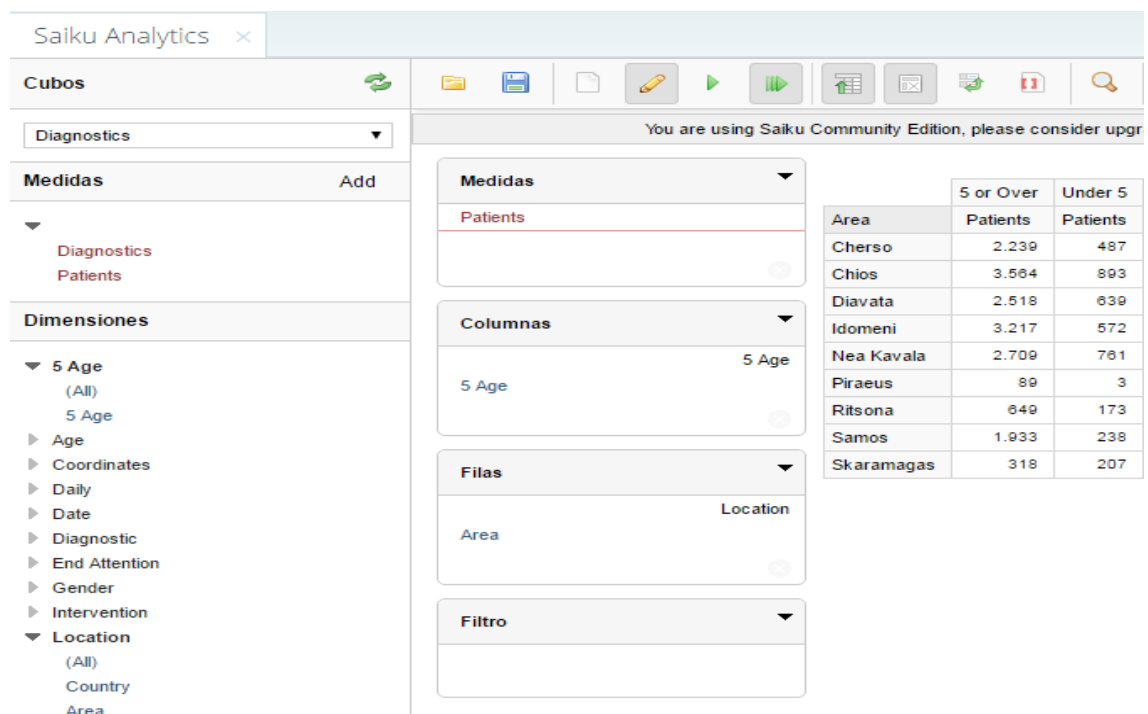 Saiku Analytics ×
Cubos
Diagnostics
Medidas Add
Diagnostics
Patients
Dimensiones
5 Age
(All)
5 Age
Age
Coordinates
Daily
Date
Diagnostic
End Attention
Gender
Intervention
Location
(All)
Country
Area
You are using Saiku Community Edition, please consider upgr
Medidas
Patients
Columnas
5 Age
5 Age
Filas
Location
Area
Filtro
5 or Over Under 5
Area Patients Patients
Cherso 2.239 487
Chios 3.564 893
Diavata 2.518 639
Idomeni 3.217 572
Nea Kavala 2.709 761
Piraeus 89 3
Ritsona 649 173
Samos 1.933 238
Skaramagas 318 207